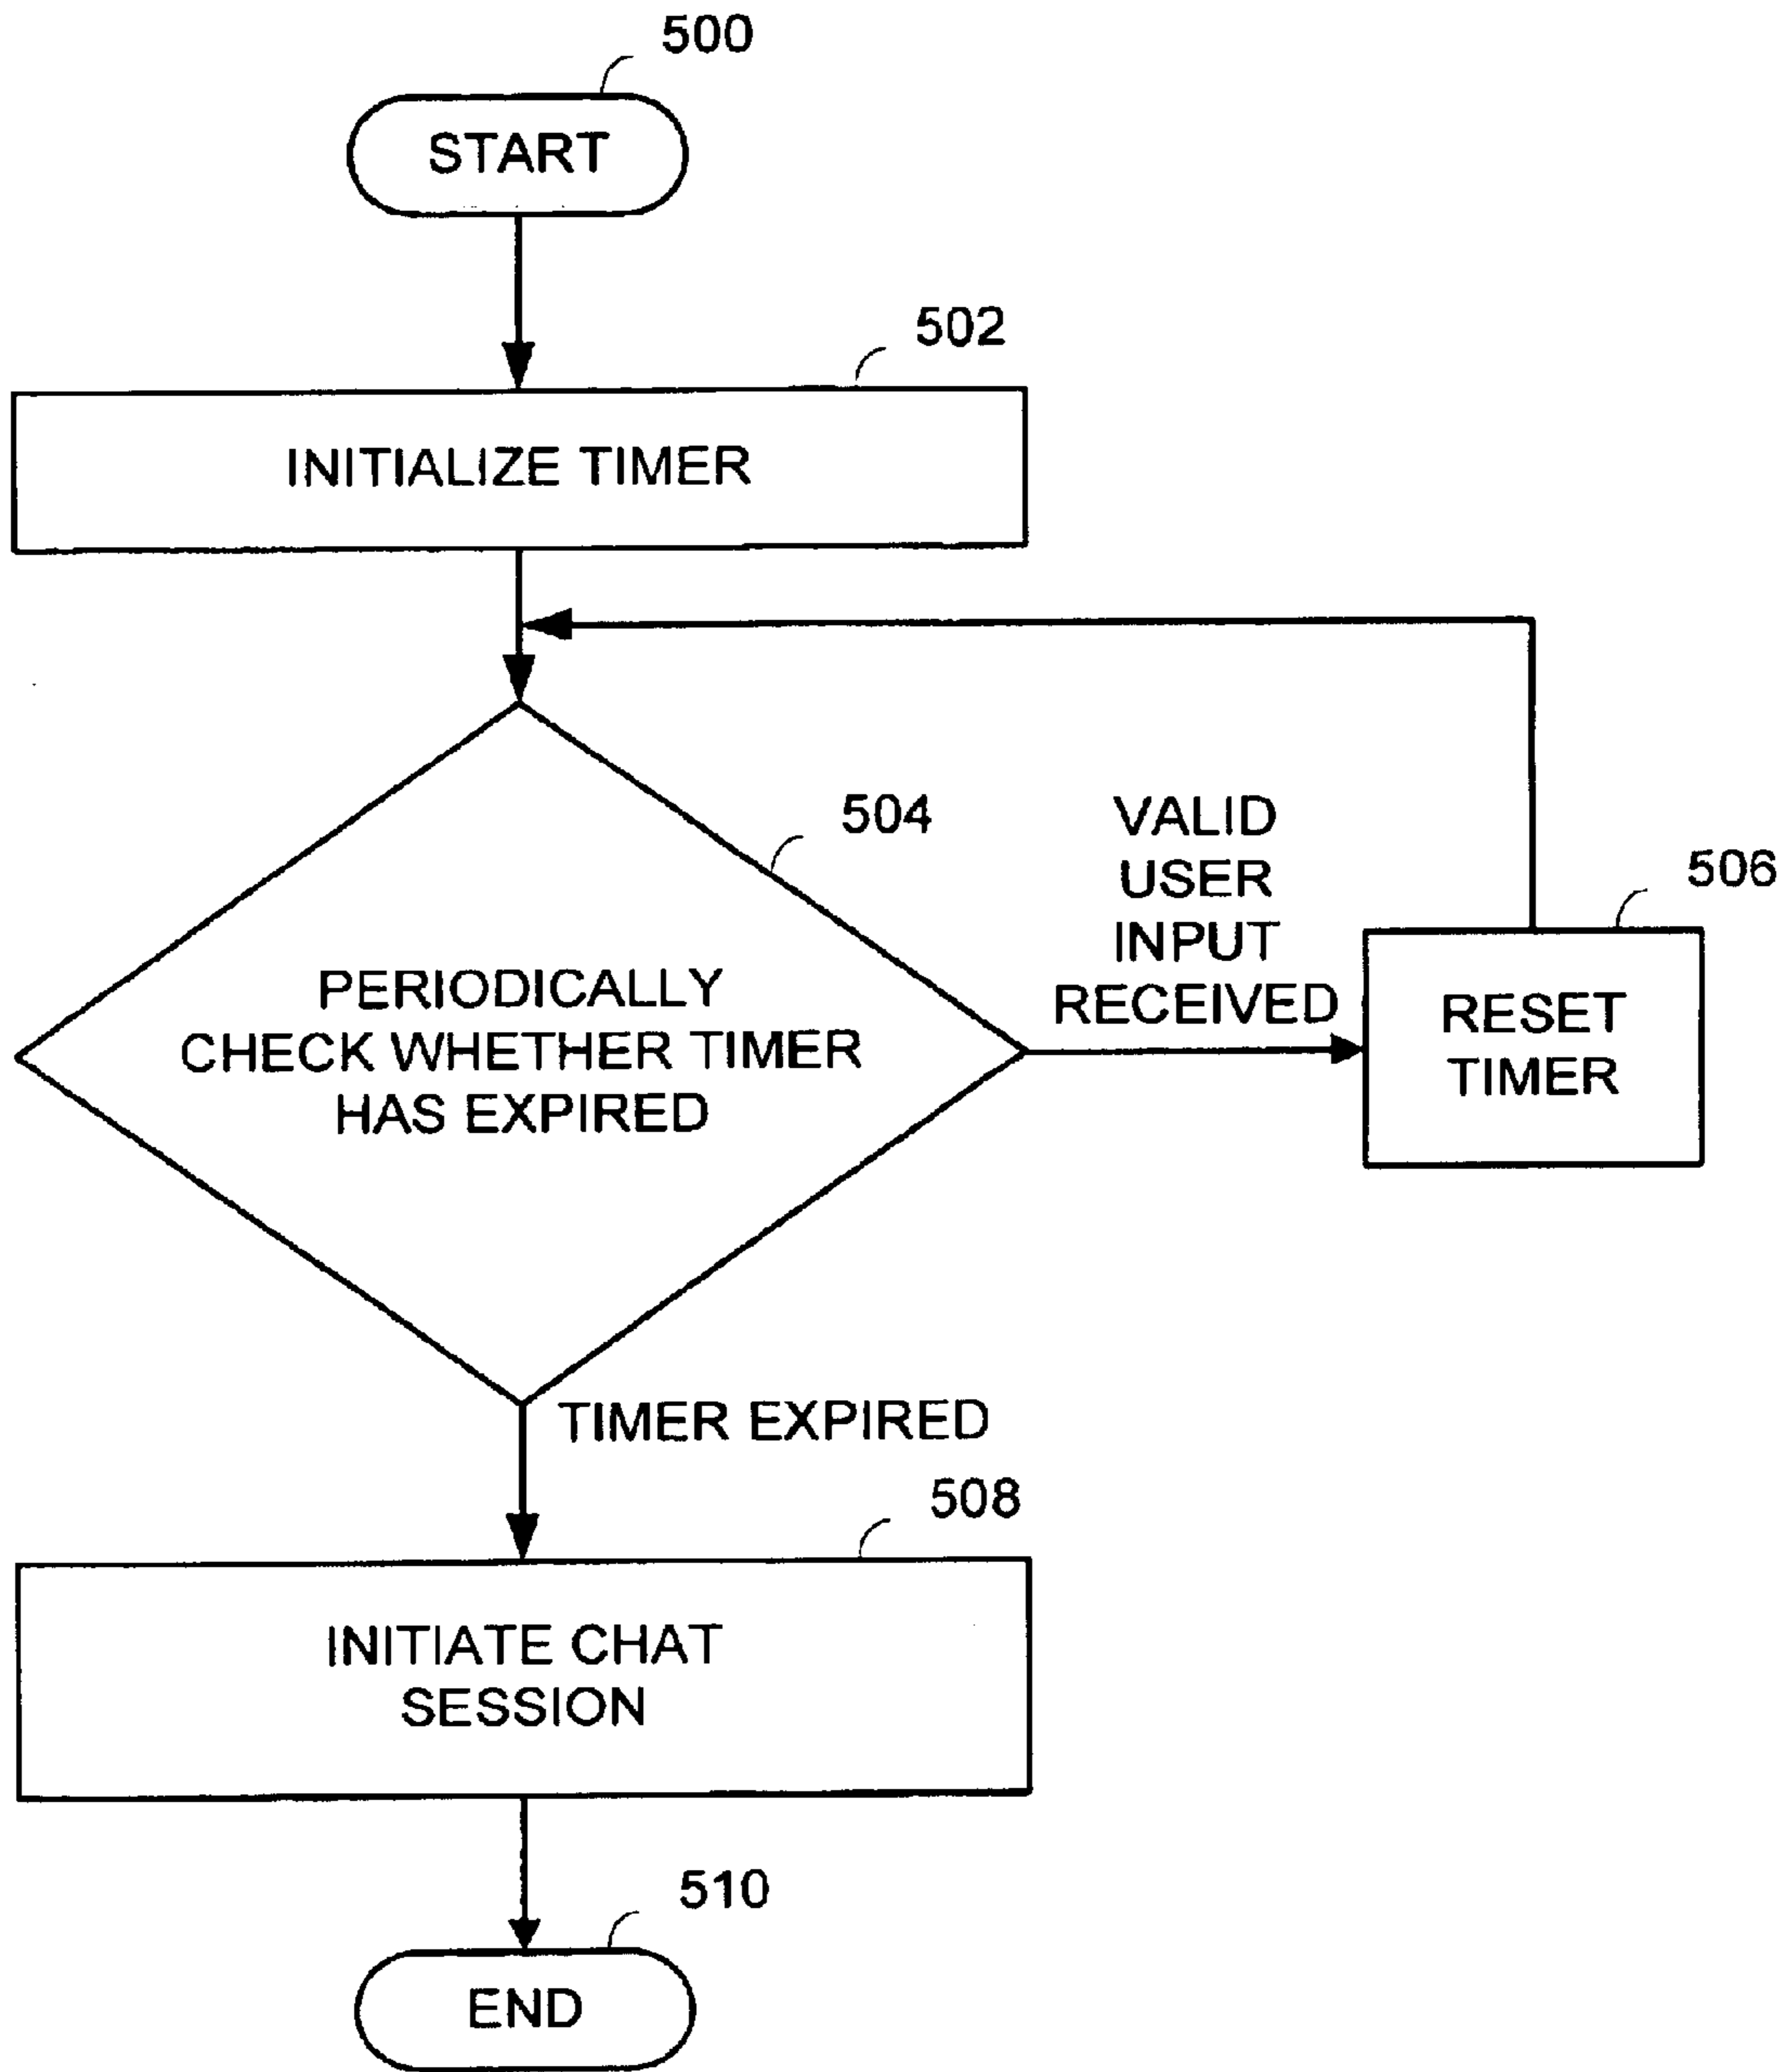 500
START
502
INITIALIZE TIMER
504
VALID
USER
INPUT
RECEIVED
506
PERIODICALLY
CHECK WHETHER TIMER
HAS EXPIRED
RESET
TIMER
TIMER EXPIRED
508
INITIATE CHAT
SESSION
510
END